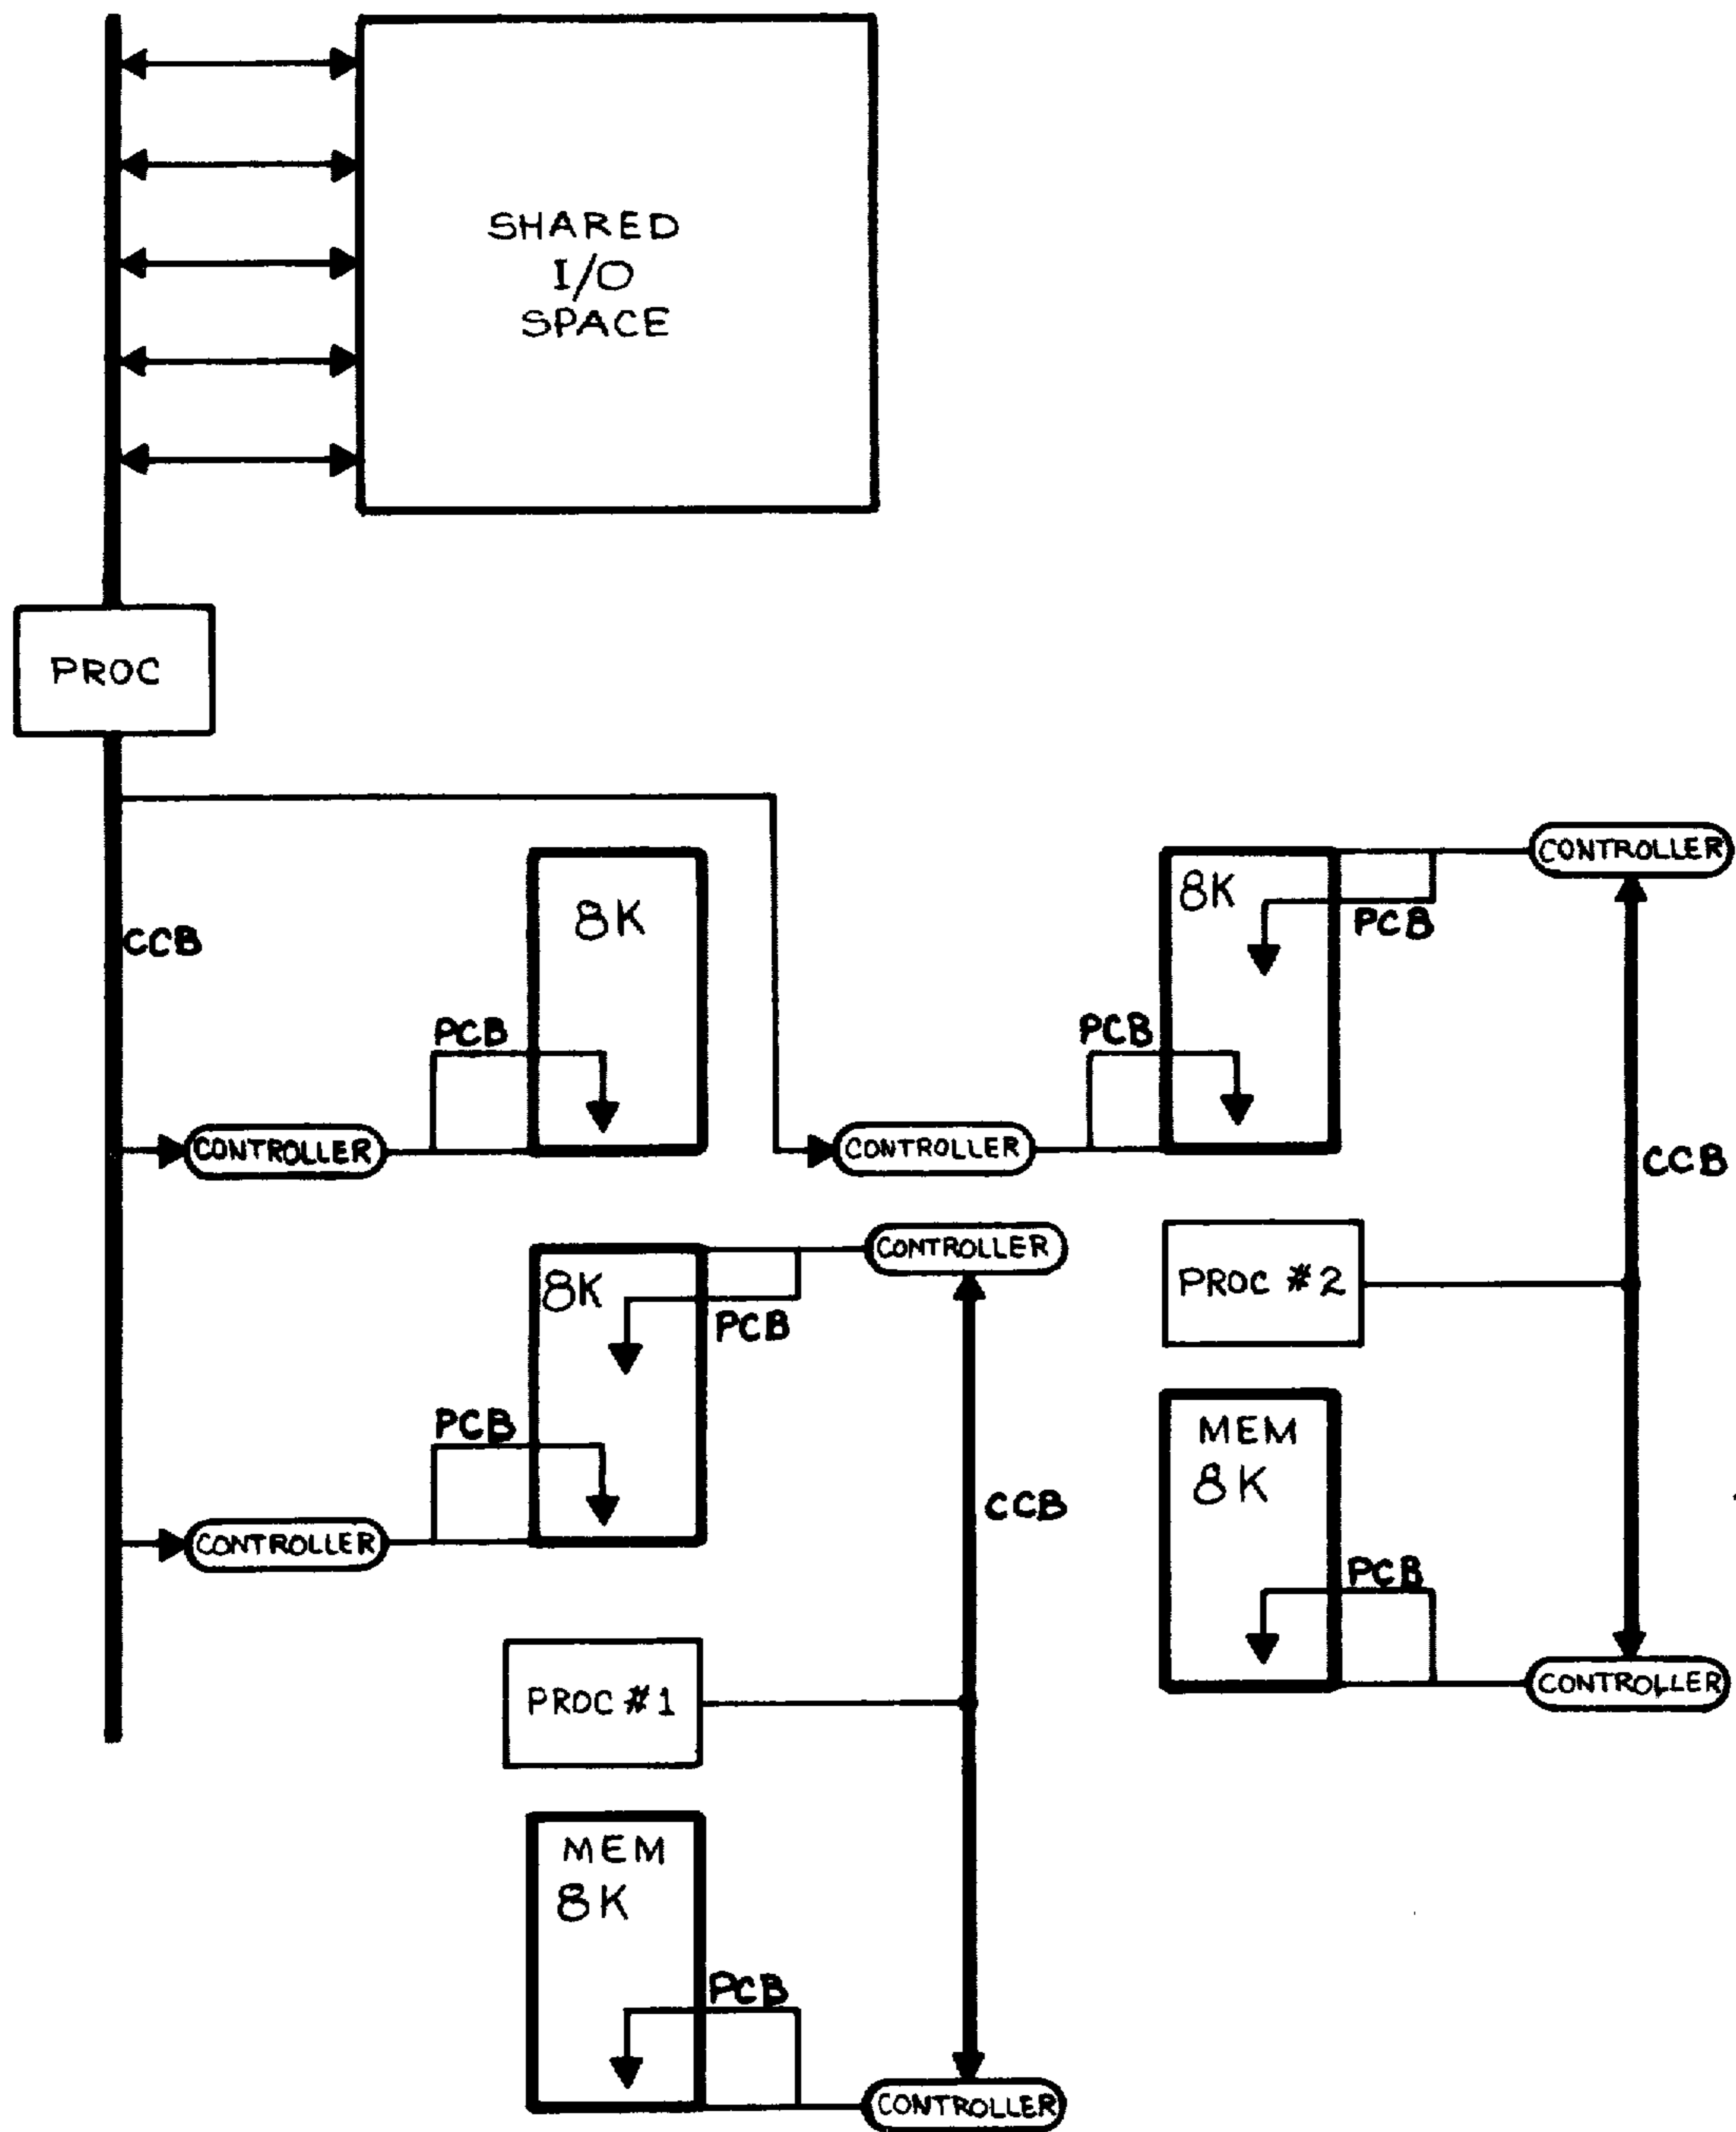 SHARED
I/O
SPACE
PROC
CCB
8K
PCB
CONTROLLER
8K
PCB
PCB
CONTROLLER
CONTROLLER
CCB
8K
PCB
PCB
CONTROLLER
CONTROLLER
CCB
PROC #2
MEM
8K
PCB
CONTROLLER
PROC #1
MEM
8K
PCB
CONTROLLER